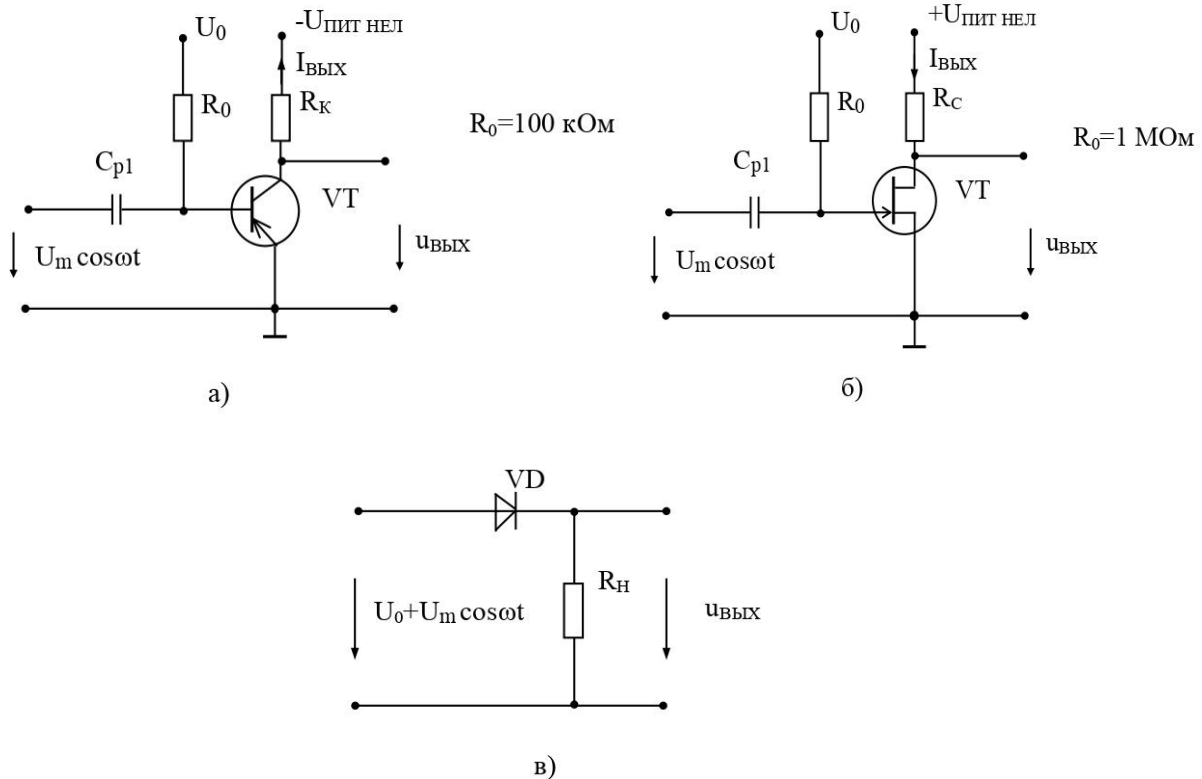 U₀
-UПИТ НЕЛ
IВЫХ
R₀
RК
R₀=100 кОм
Cр1
VT
Um cosωt
uВЫХ
а)
U₀
+UПИТ НЕЛ
IВЫХ
R₀
RС
R₀=1 МОм
Cр1
VT
Um cosωt
uВЫХ
б)
VD
RН
U₀+Um cosωt
uВЫХ
в)